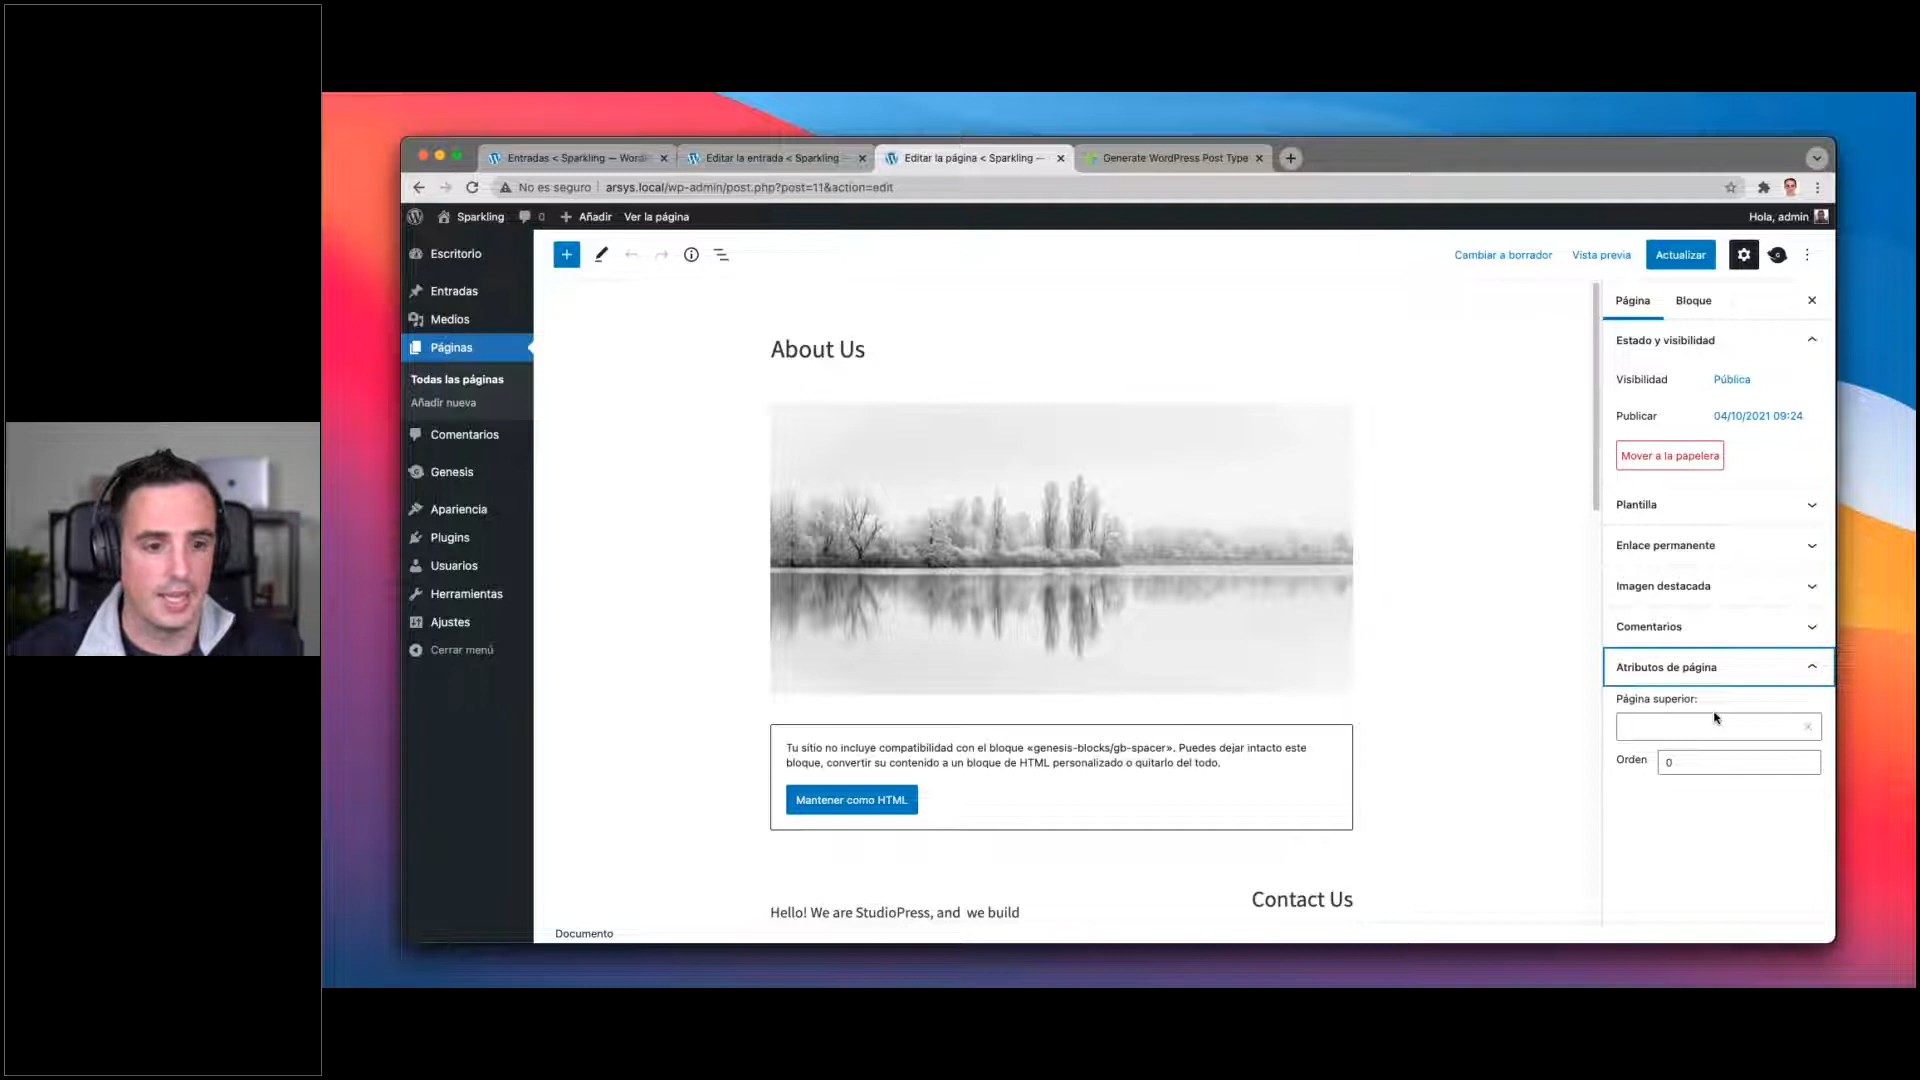 Entradas < Sparkling — Word
Editar la entrada < Sparkling —
Editar la página < Sparkling —
Generate WordPress Post Type
No es seguro
arsys.local/wp-admin/post.php?post=11&action=edit
Sparkling
0
Añadir
Ver la página
Hola, admin
Escritorio
Entradas
Medios
Páginas
Todas las páginas
Añadir nueva
Comentarios
Genesis
Apariencia
Plugins
Usuarios
Herramientas
Ajustes
Cerrar menú
Cambiar a borrador
Vista previa
Actualizar
About Us
Tu sitio no incluye compatibilidad con el bloque «genesis-blocks/gb-spacer». Puedes dejar intacto este
bloque, convertir su contenido a un bloque de HTML personalizado o quitarlo del todo.
Mantener como HTML
Contact Us
Hello! We are StudioPress, and we build
Documento
Página
Bloque
Estado y visibilidad
Visibilidad
Pública
Publicar
04/10/2021 09:24
Mover a la papelera
Plantilla
Enlace permanente
Imagen destacada
Comentarios
Atributos de página
Página superior:
Orden
0